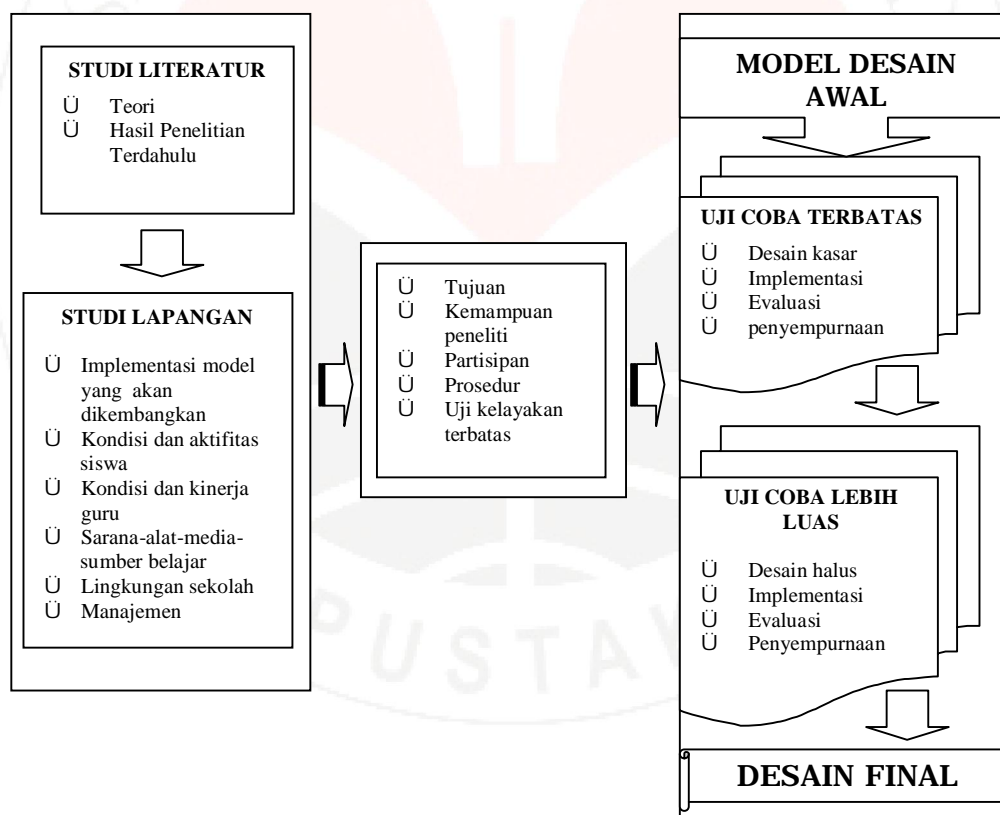 STUDI LITERATUR
Ü Teori
Ü Hasil Penelitian
Terdahulu
STUDI LAPANGAN
Ü Implementasi model
yang akan
dikembangkan
Ü Kondisi dan aktifitas
siswa
Ü Kondisi dan kinerja
guru
Ü Sarana-alat-media-
sumber belajar
Ü Lingkungan sekolah
Ü Manajemen
Ü Tujuan
Ü Kemampuan
peneliti
Ü Partisipan
Ü Prosedur
Ü Uji kelayakan
terbatas
MODEL DESAIN
AWAL
UJI COBA TERBATAS
Ü Desain kasar
Ü Implementasi
Ü Evaluasi
Ü penyempurnaan
UJI COBA LEBIH
LUAS
Ü Desain halus
Ü Implementasi
Ü Evaluasi
Ü Penyempurnaan
DESAIN FINAL